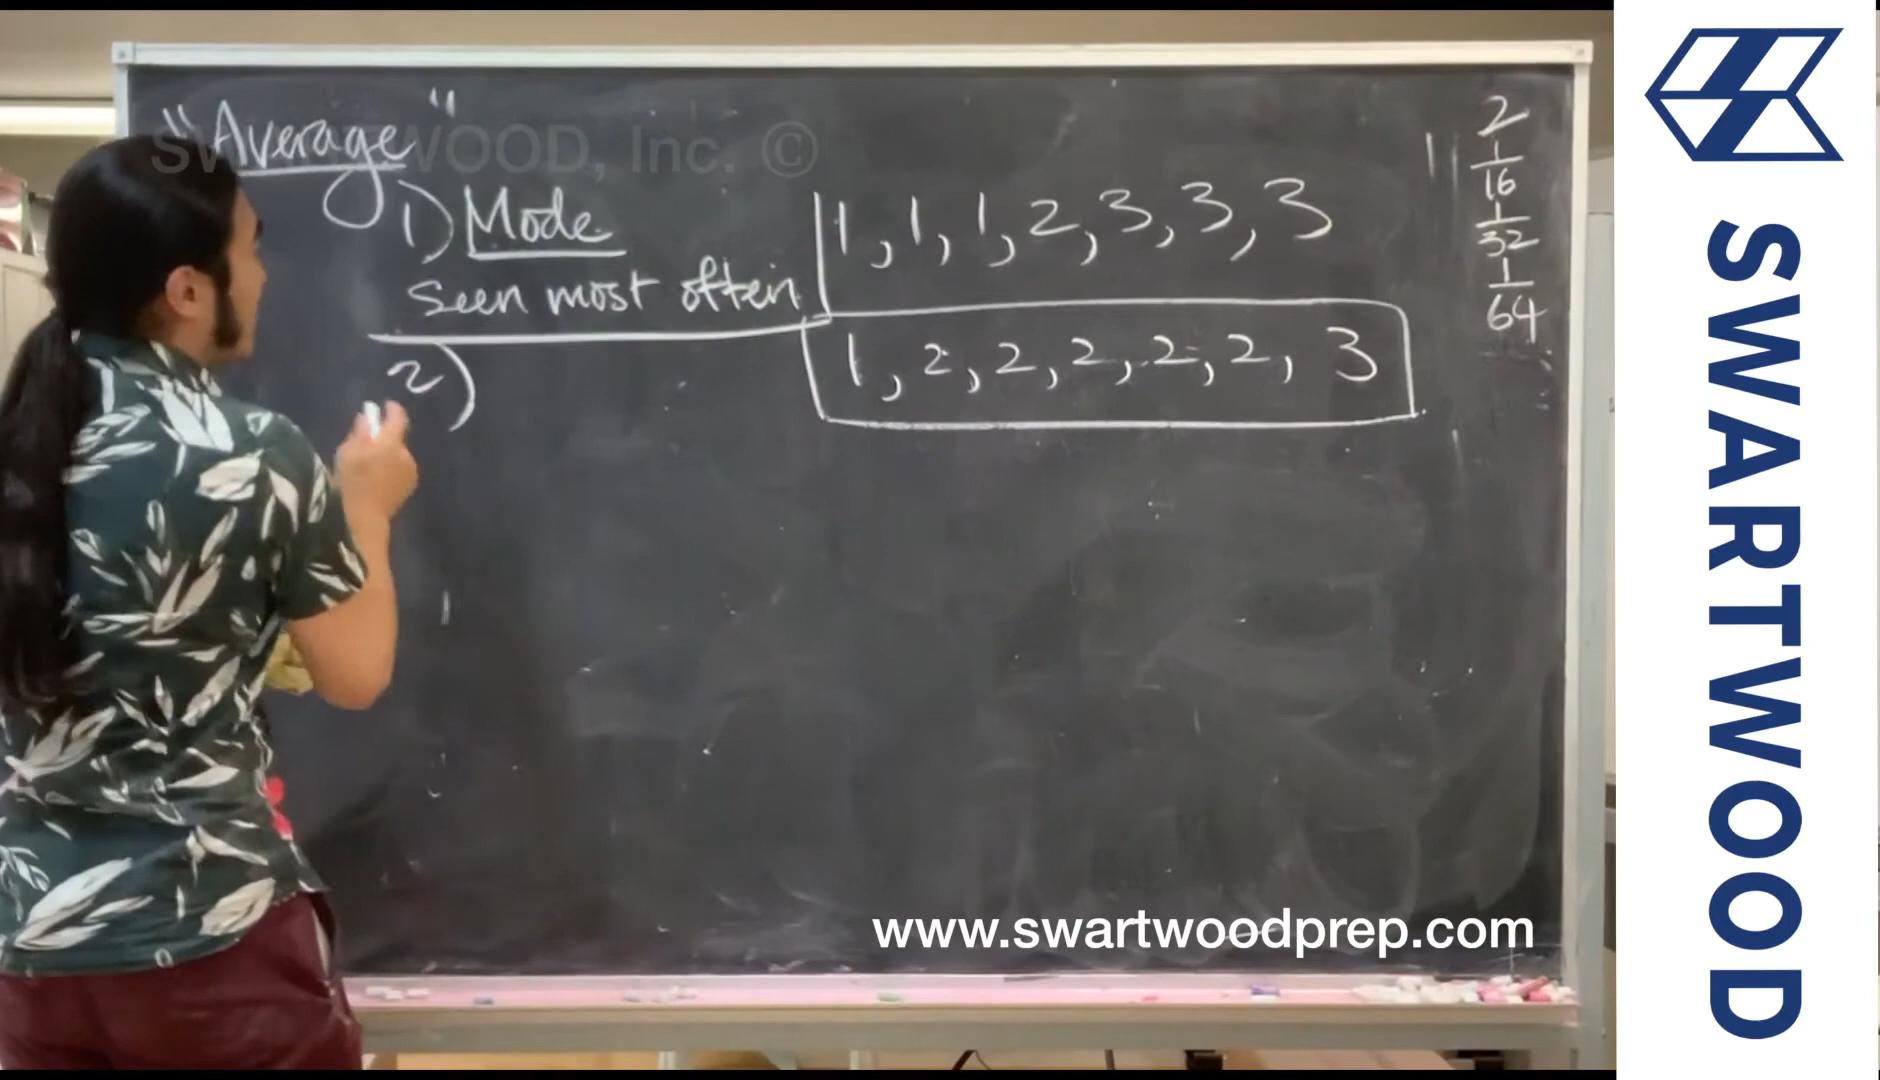 "Average"
SWARTWOOD, Inc. ©
1) Mode
seen most often
1, 1, 1, 2, 3, 3, 3
1, 2, 2, 2, 2, 2, 3
2)
2
1
16
1
32
1
64
www.swartwoodprep.com
SWARTWOOD